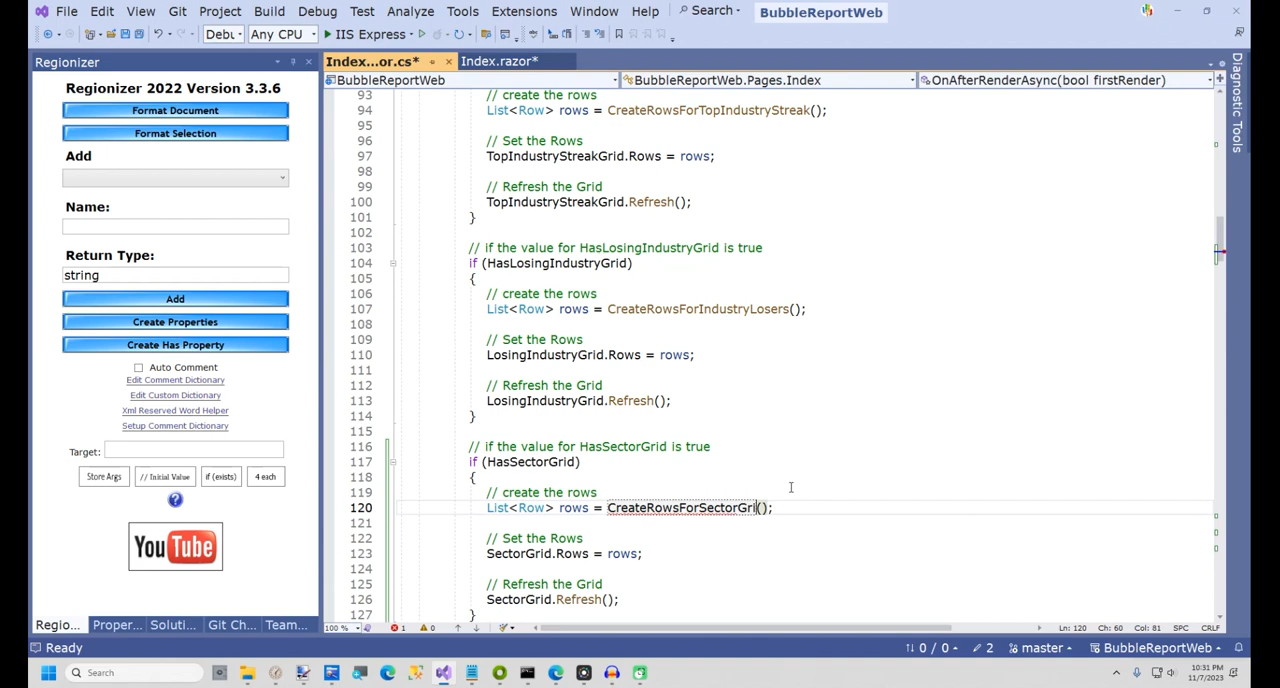 File Edit View Git Project Build Debug Test Analyze Tools Extensions Window Help Search BubbleReportWeb
Debu Any CPU IIS Express
Regionizer
Regionizer 2022 Version 3.3.6
Format Document
Format Selection
Add
Name:
Return Type:
string
Add
Create Properties
Create Has Property
Auto Comment
Edit Comment Dictionary
Edit Custom Dictionary
Xml Reserved Word Helper
Setup Comment Dictionary
Target:
Store Args // Initial Value if (exists) 4 each
?
YouTube
Regio... Proper... Soluti... Git Ch... Team...
Index...or.cs* Index.razor*
BubbleReportWeb BubbleReportWeb.Pages.Index OnAfterRenderAsync(bool firstRender)
93 // create the rows
94 List<Row> rows = CreateRowsForTopIndustryStreak();
95
96 // Set the Rows
97 TopIndustryStreakGrid.Rows = rows;
98
99 // Refresh the Grid
100 TopIndustryStreakGrid.Refresh();
101 }
102
103 // if the value for HasLosingIndustryGrid is true
104 if (HasLosingIndustryGrid)
105 {
106 // create the rows
107 List<Row> rows = CreateRowsForIndustryLosers();
108
109 // Set the Rows
110 LosingIndustryGrid.Rows = rows;
111
112 // Refresh the Grid
113 LosingIndustryGrid.Refresh();
114 }
115
116 // if the value for HasSectorGrid is true
117 if (HasSectorGrid)
118 {
119 // create the rows
120 List<Row> rows = CreateRowsForSectorGri();
121
122 // Set the Rows
123 SectorGrid.Rows = rows;
124
125 // Refresh the Grid
126 SectorGrid.Refresh();
127 }
100 % 1 0 Ln: 120 Ch: 60 Col: 81 SPC CRLF
Diagnostic Tools
Ready 0 / 0 2 master BubbleReportWeb
Search
10:31 PM
11/7/2023